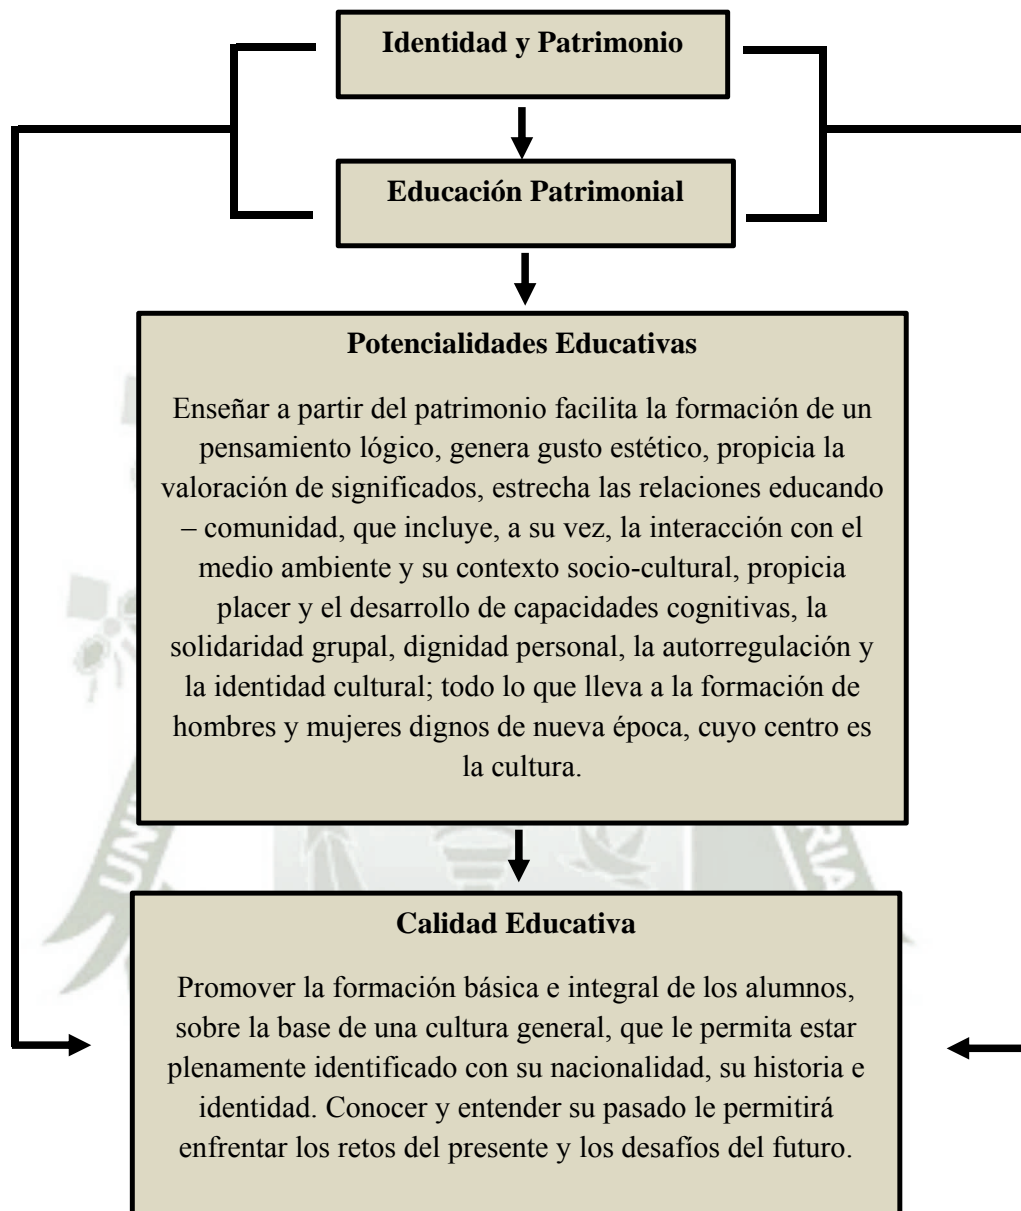 Identidad y Patrimonio
Educación Patrimonial
Potencialidades Educativas
Enseñar a partir del patrimonio facilita la formación de un
pensamiento lógico, genera gusto estético, propicia la
valoración de significados, estrecha las relaciones educando
– comunidad, que incluye, a su vez, la interacción con el
medio ambiente y su contexto socio-cultural, propicia
placer y el desarrollo de capacidades cognitivas, la
solidaridad grupal, dignidad personal, la autorregulación y
la identidad cultural; todo lo que lleva a la formación de
hombres y mujeres dignos de nueva época, cuyo centro es
la cultura.
Calidad Educativa
Promover la formación básica e integral de los alumnos,
sobre la base de una cultura general, que le permita estar
plenamente identificado con su nacionalidad, su historia e
identidad. Conocer y entender su pasado le permitirá
enfrentar los retos del presente y los desafíos del futuro.